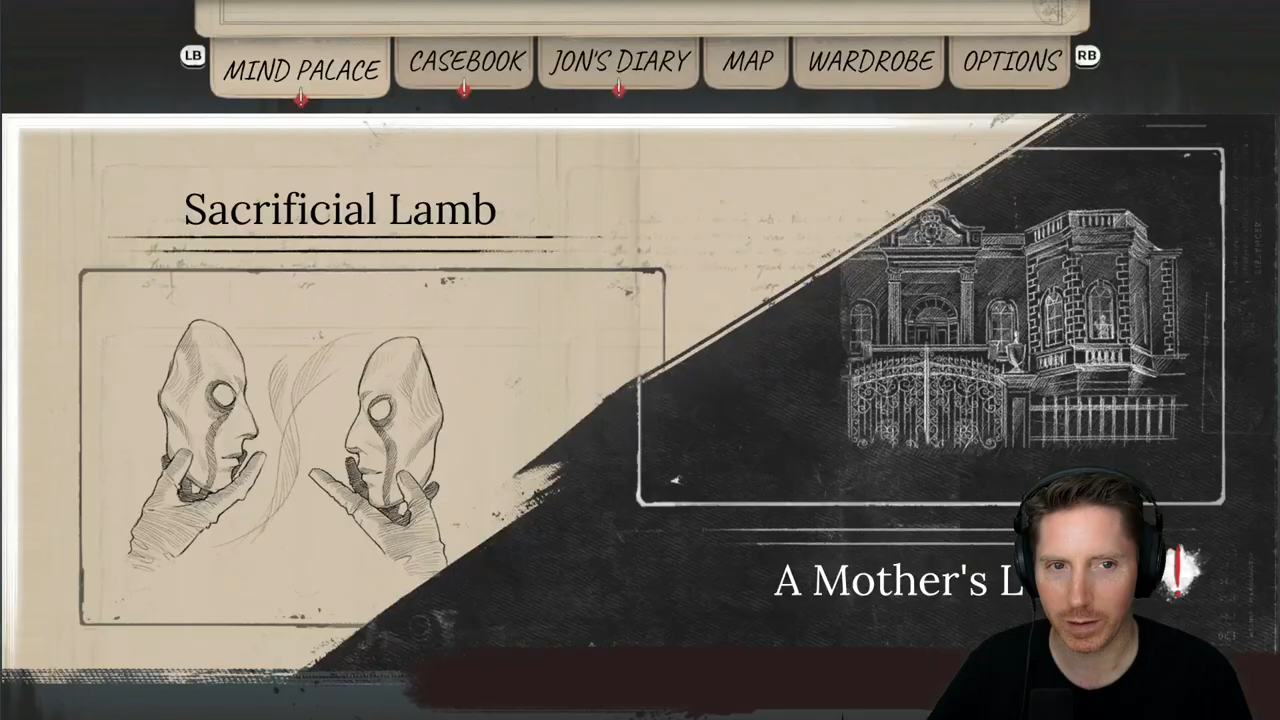 LB
MIND PALACE
CASEBOOK
JON'S DIARY
MAP
WARDROBE
OPTIONS
RB
Sacrificial Lamb
A Mother's L